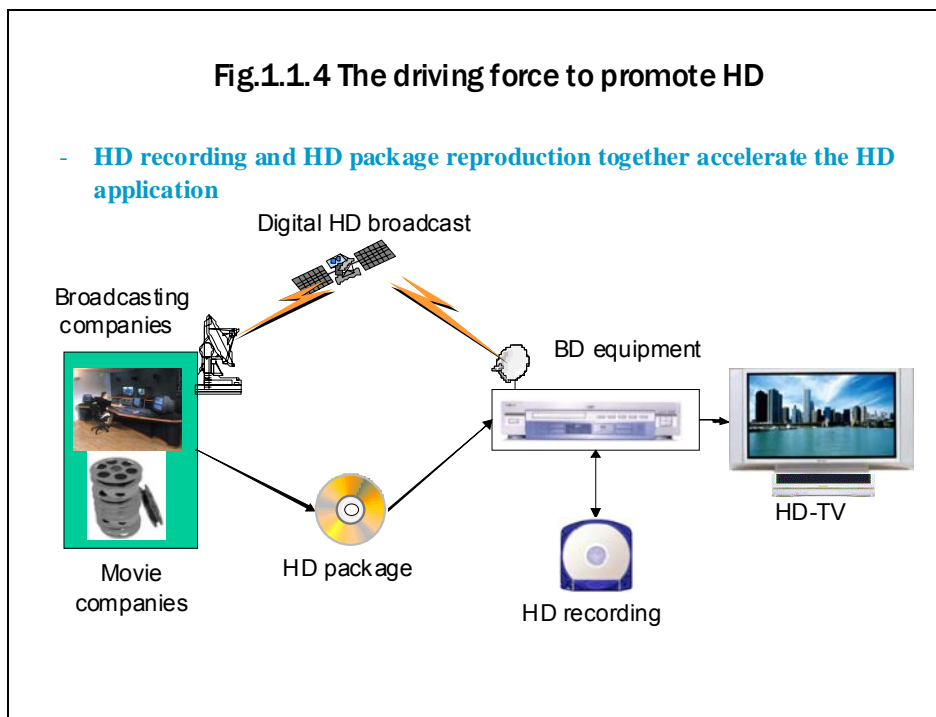 Fig.1.1.4 The driving force to promote HD
- HD recording and HD package reproduction together accelerate the HD
application
Digital HD broadcast
Broadcasting
companies
BD equipment
HD-TV
HD package
Movie
companies
HD recording